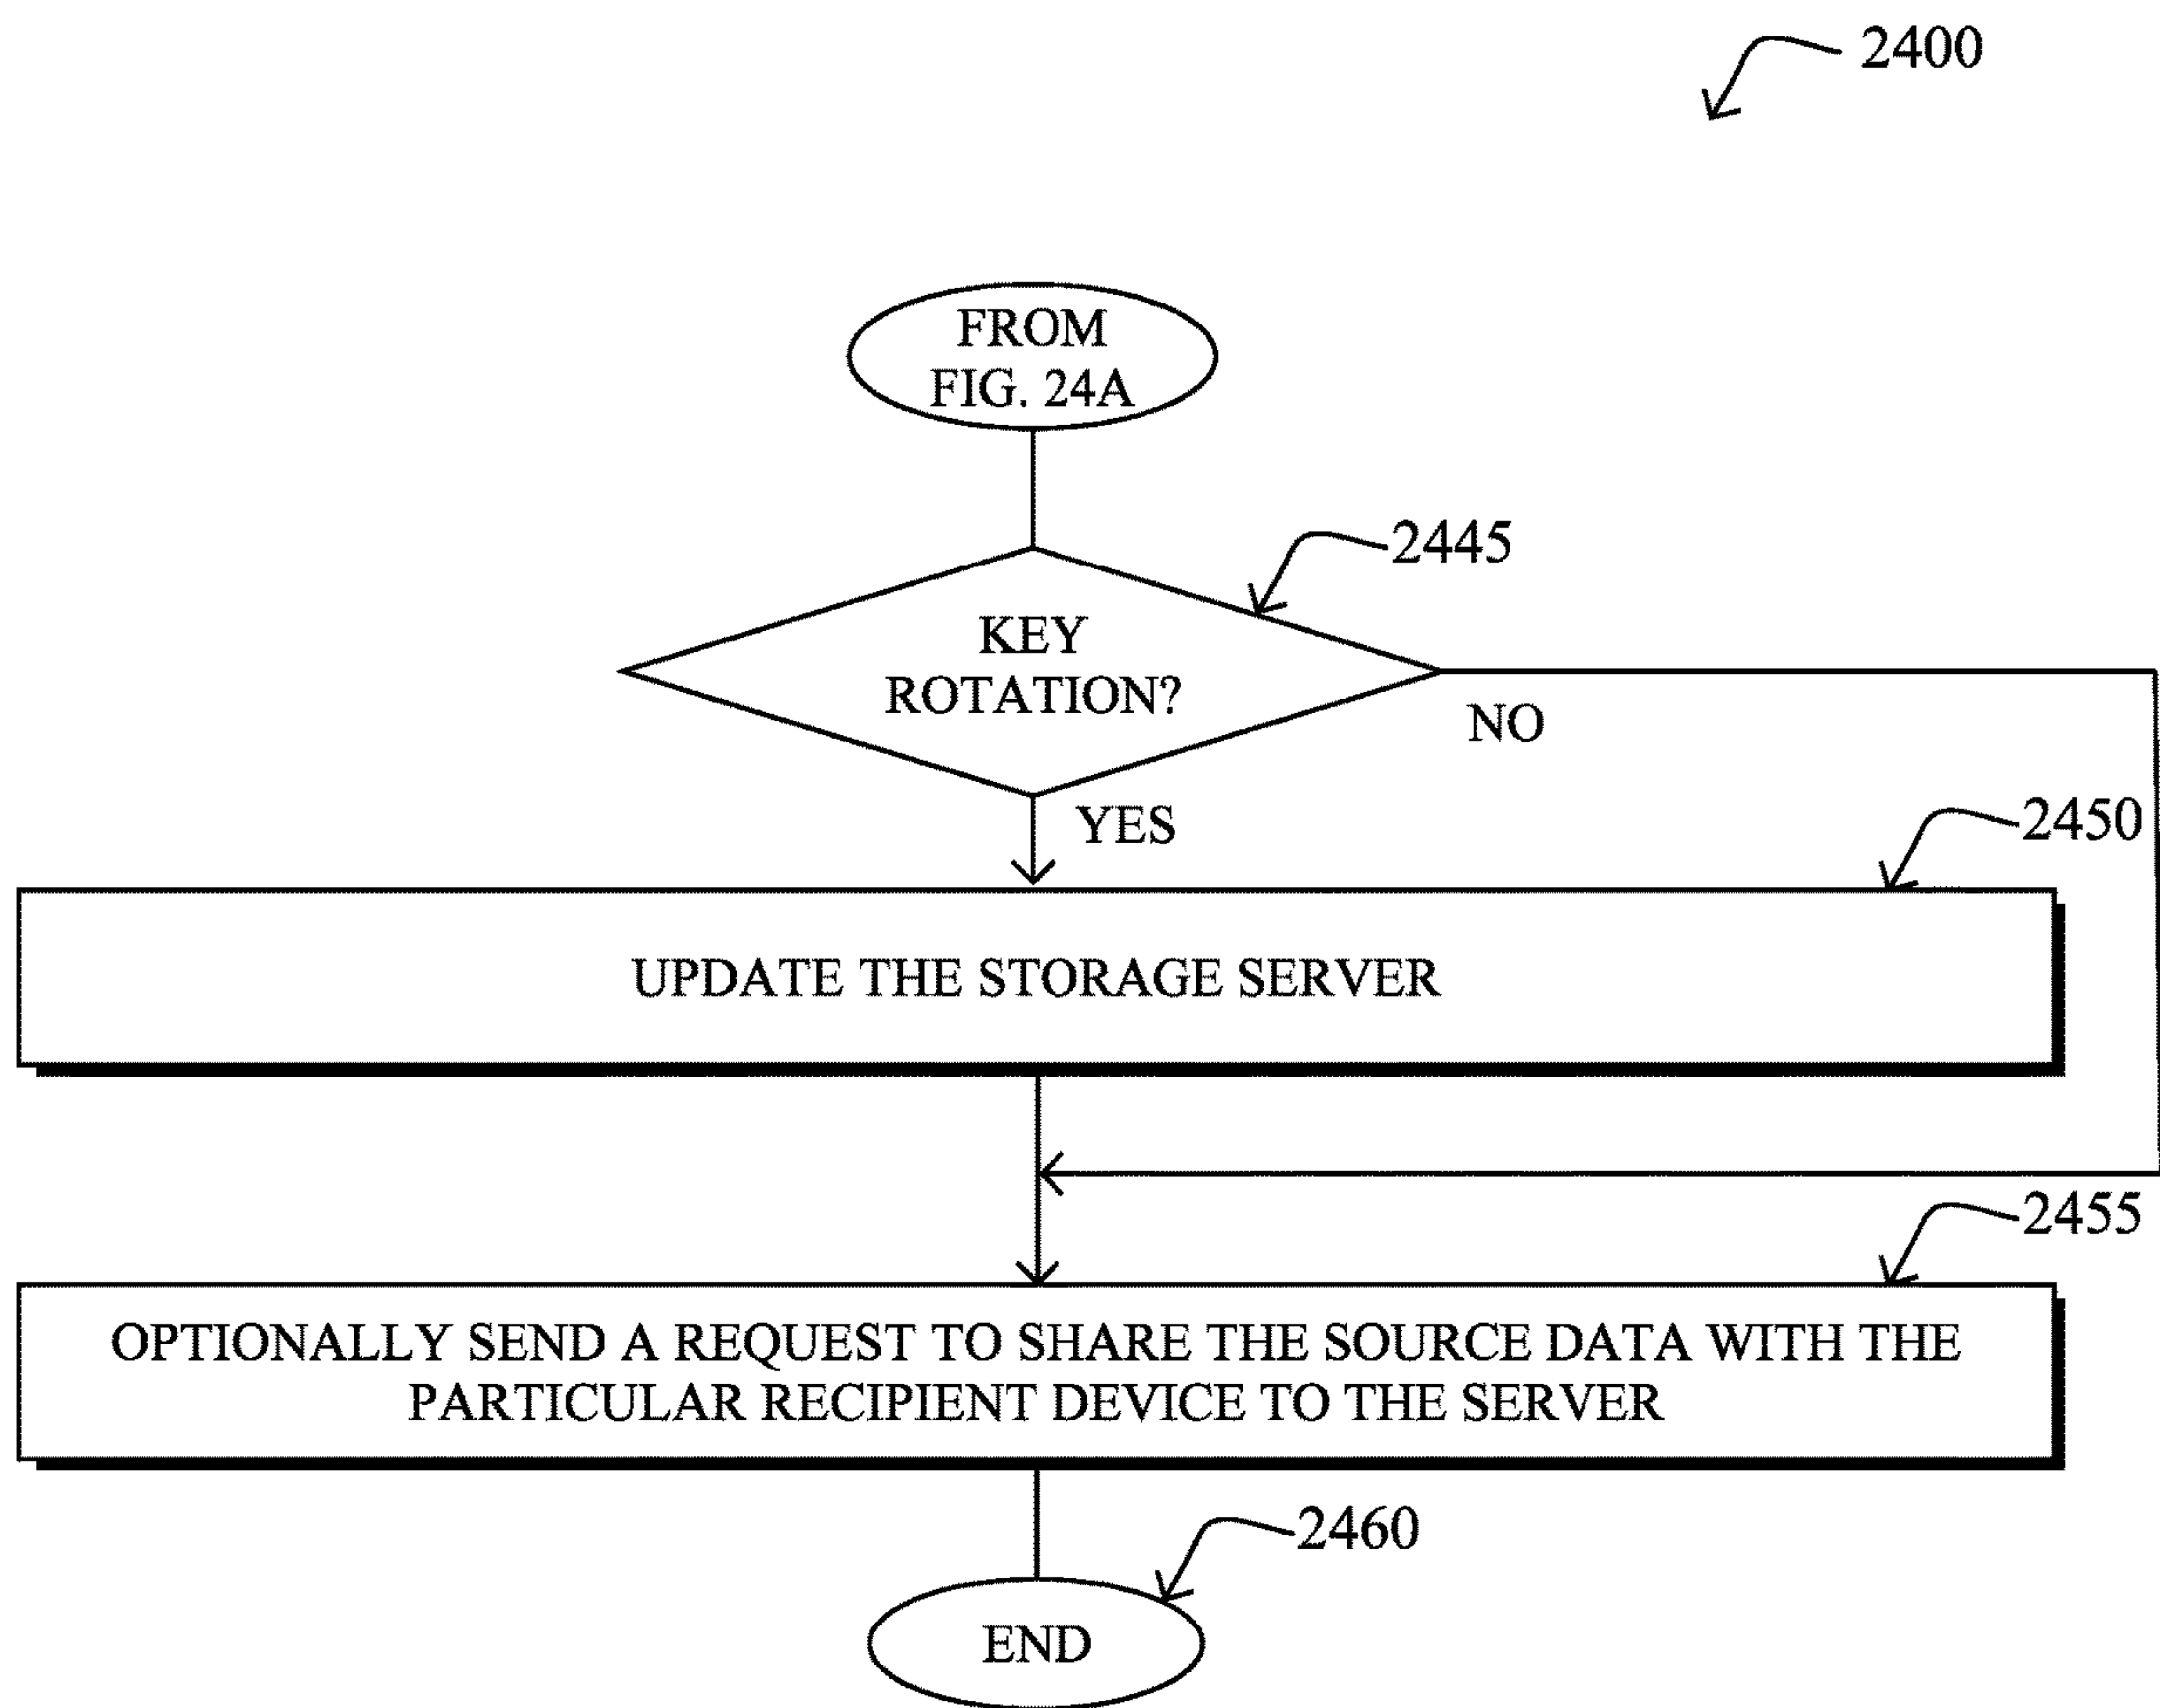 2400
FROM
FIG. 24A
2445
KEY
ROTATION?
NO
YES
2450
UPDATE THE STORAGE SERVER
2455
OPTIONALLY SEND A REQUEST TO SHARE THE SOURCE DATA WITH THE
PARTICULAR RECIPIENT DEVICE TO THE SERVER
2460
END